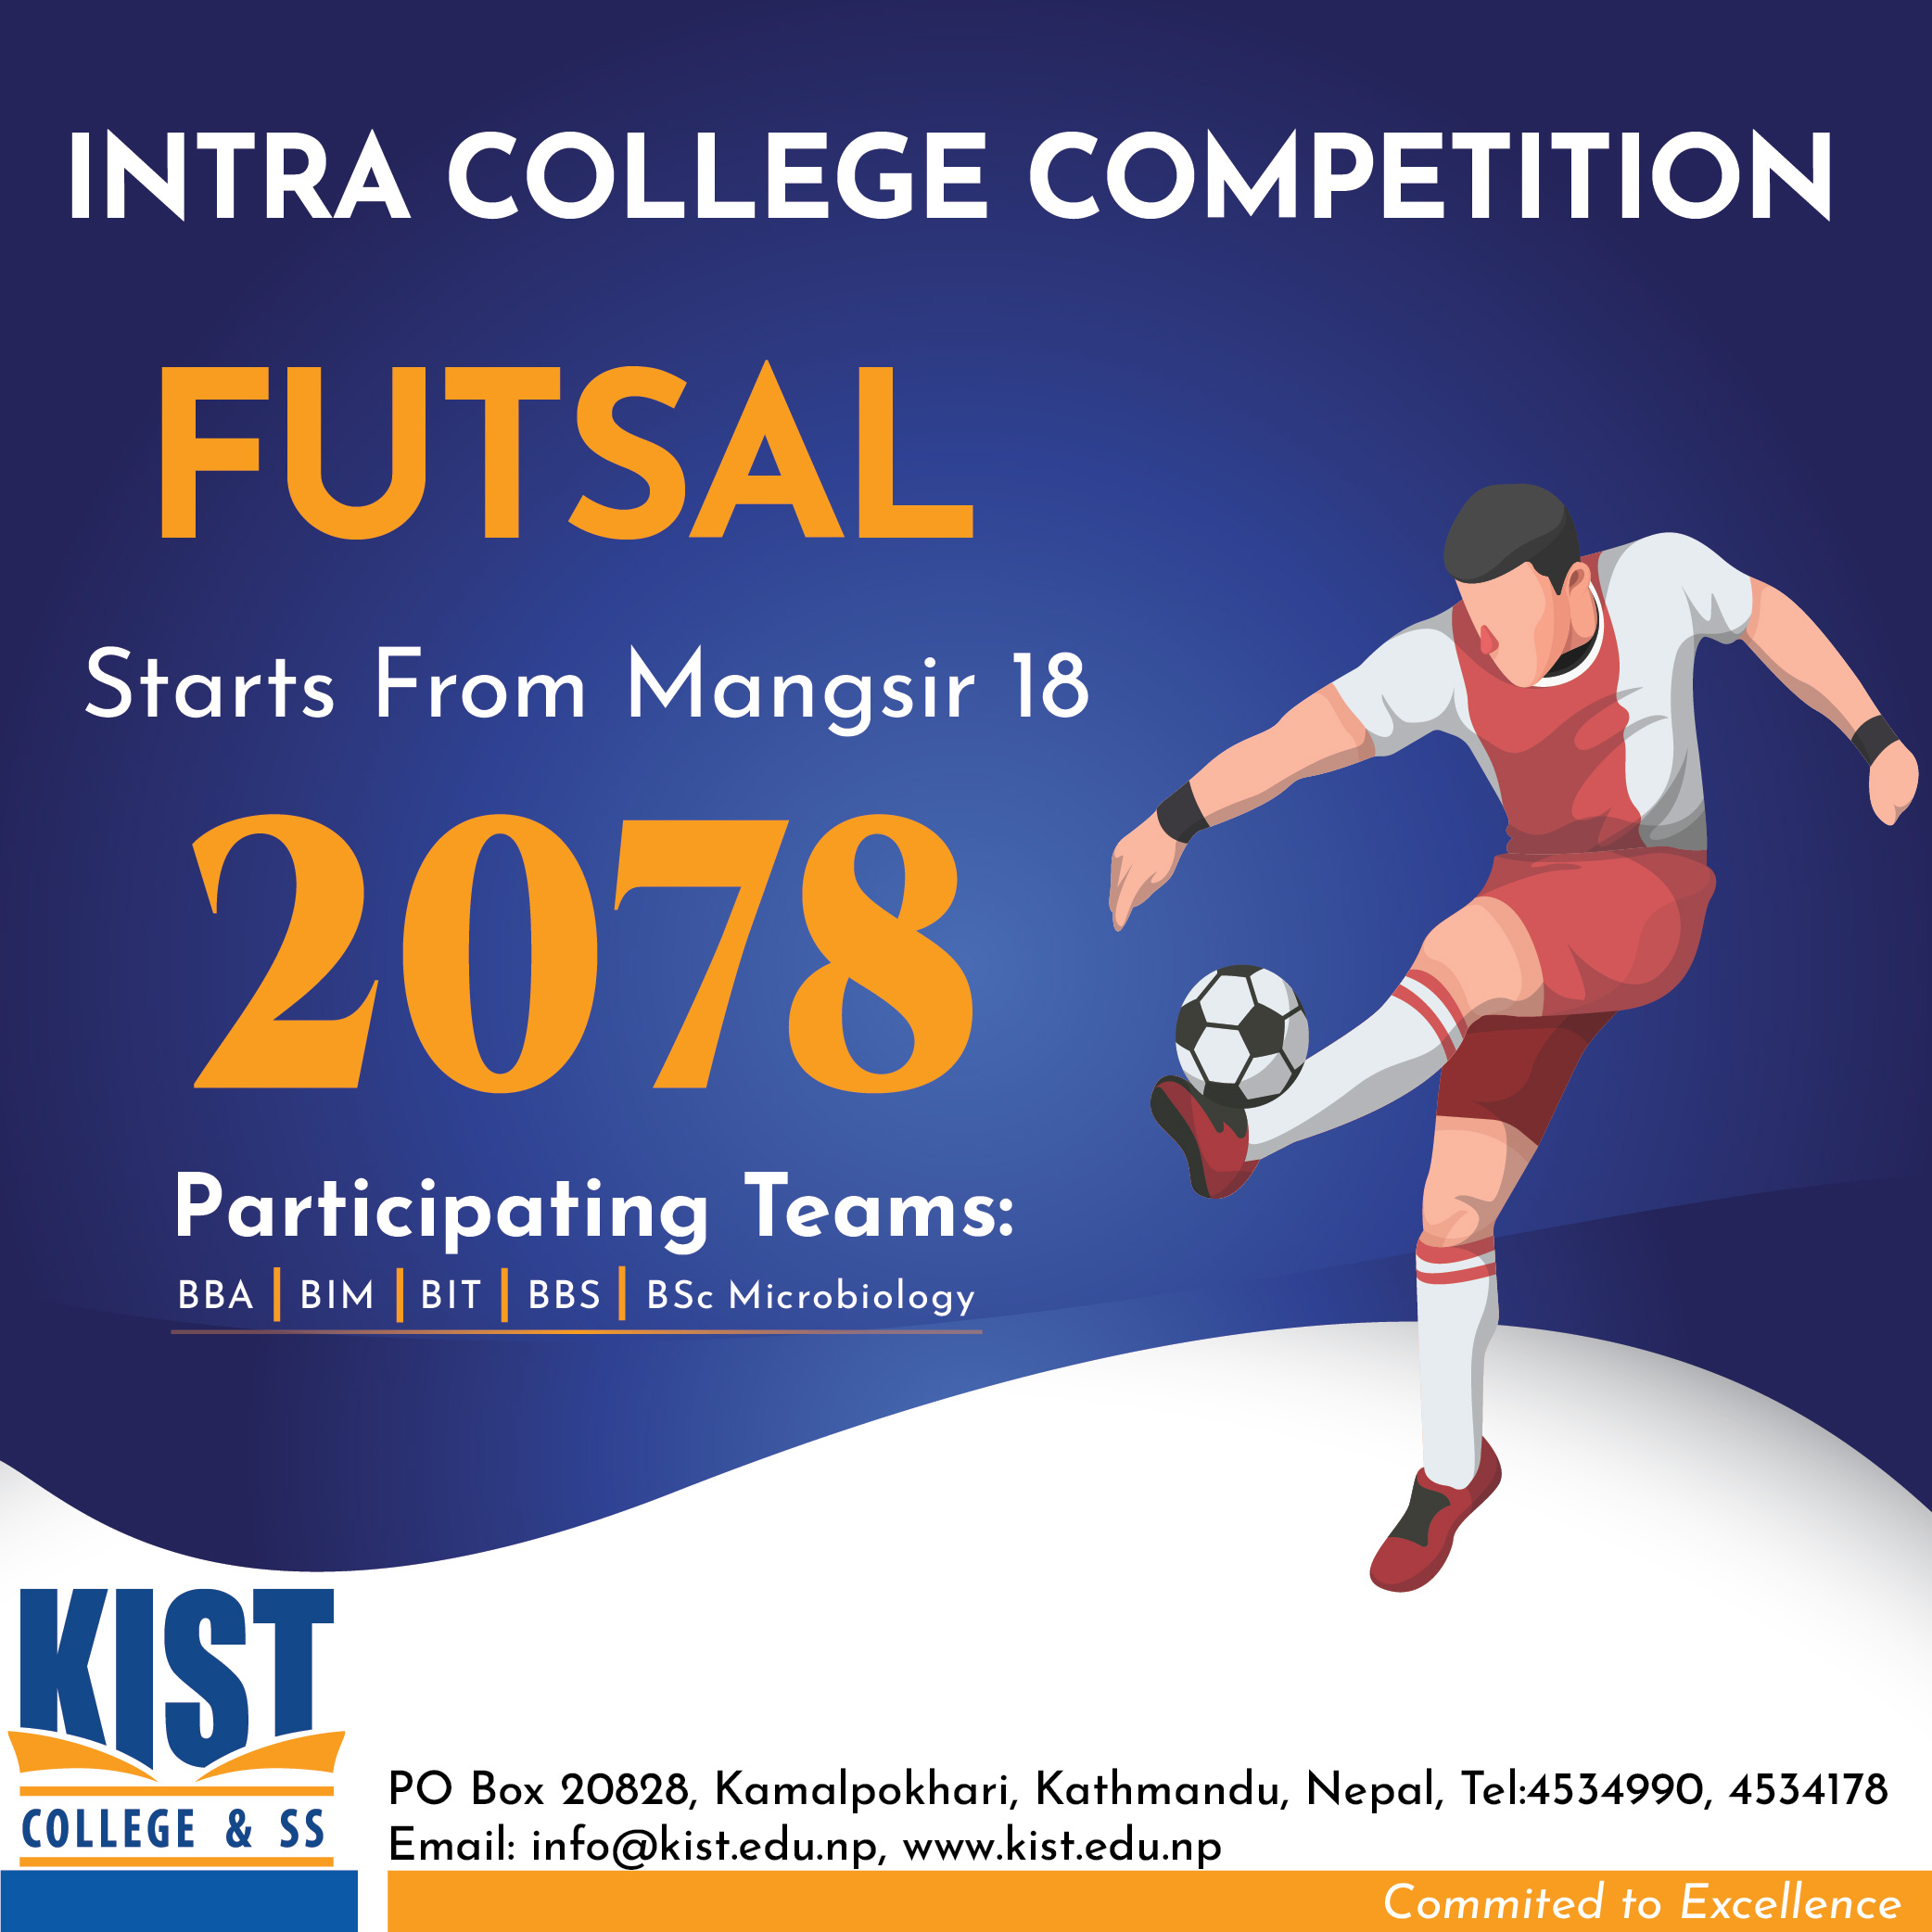 INTRA COLLEGE COMPETITION
FUTSAL
Starts From Mangsir 18
2078
Participating Teams:
BBA | BIM | BIT | BBS | BSc Microbiology
KIST
COLLEGE & SS
PO Box 20828, Kamalpokhari, Kathmandu, Nepal, Tel:4534990, 4534178
Email: info@kist.edu.np, www.kist.edu.np
Commited to Excellence